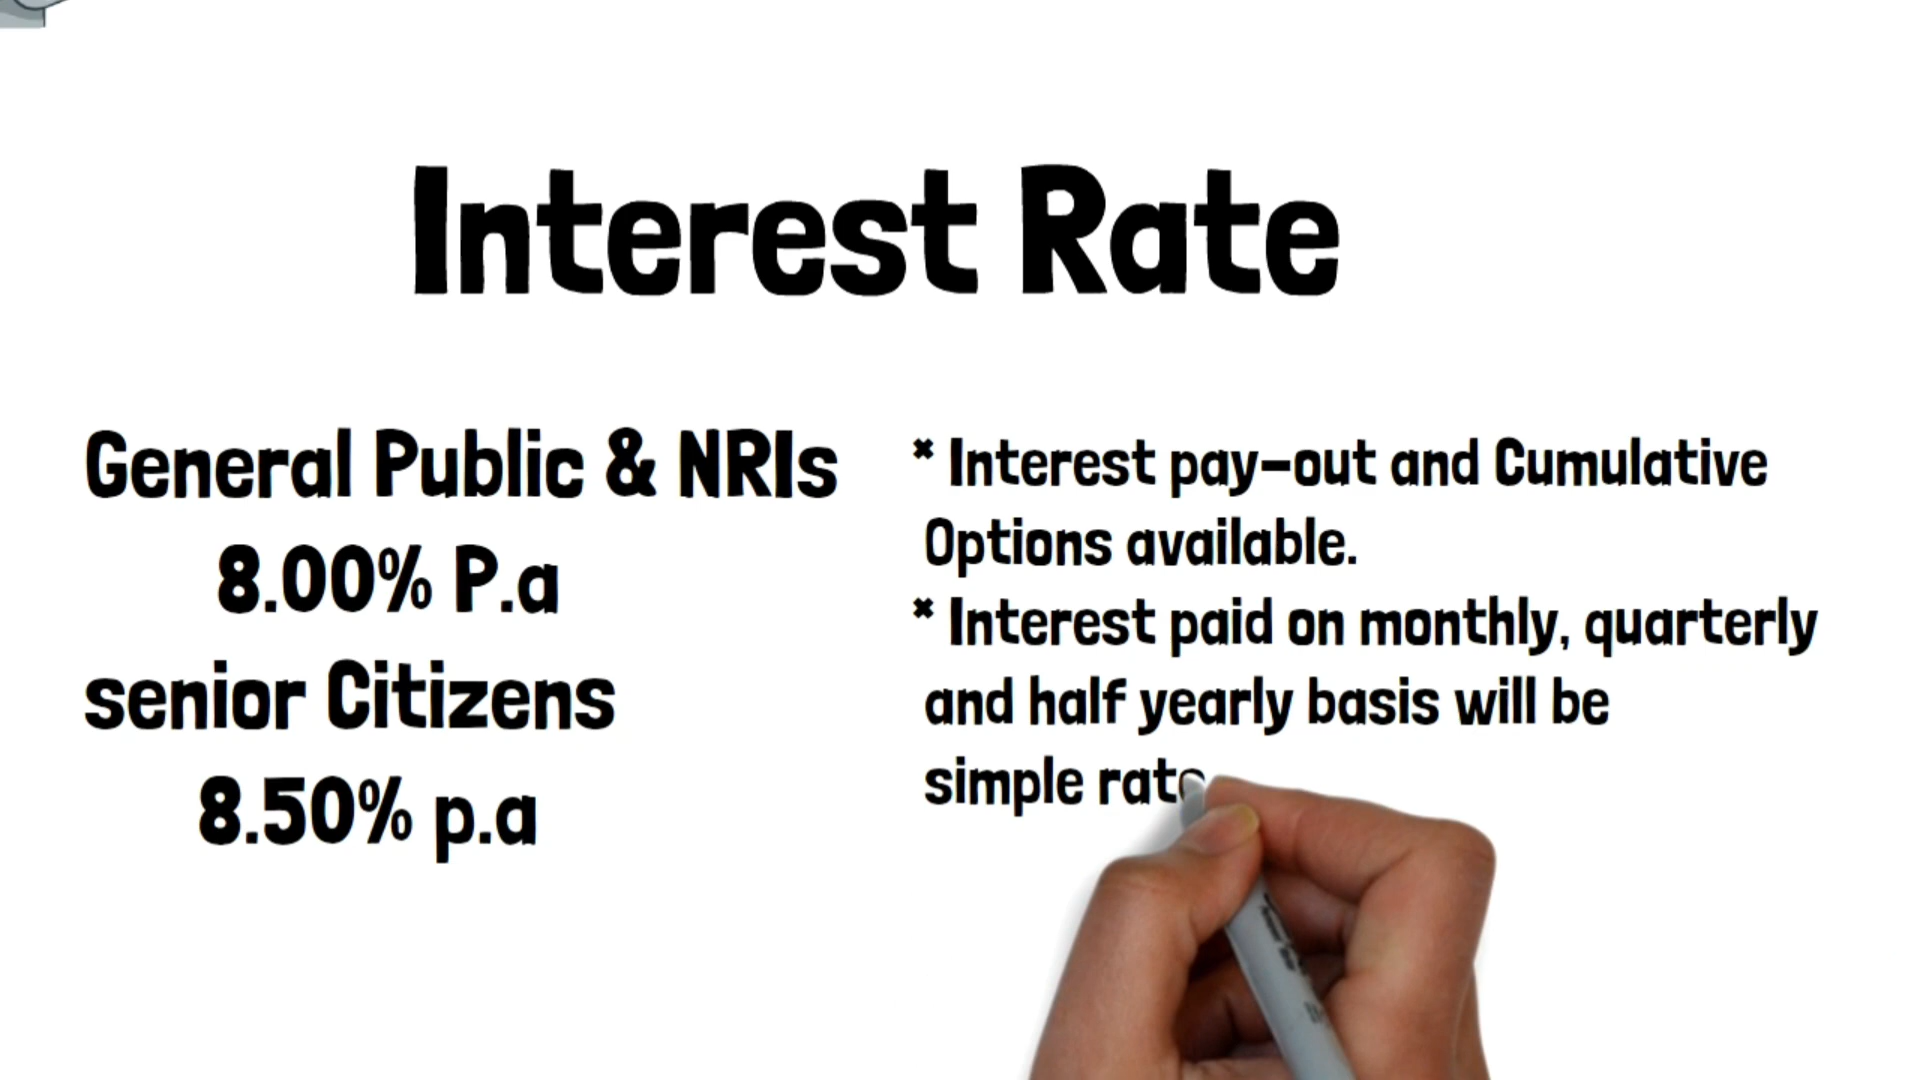 Interest Rate
General Public & NRIs
8.00% P.a
senior Citizens
8.50% p.a
* Interest pay-out and Cumulative
Options available.
* Interest paid on monthly, quarterly
and half yearly basis will be
simple rate